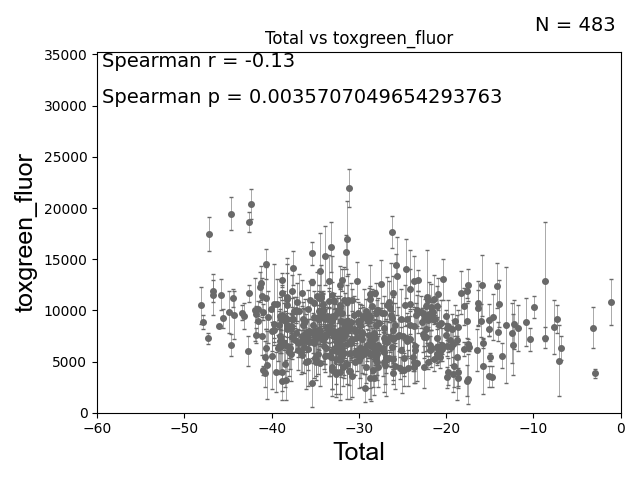 N = 483
Total vs toxgreen_fluor
Spearman r = -0.13
Spearman p = 0.0035707049654293763
toxgreen_fluor
35000
30000
25000
20000
15000
10000
5000
0
−60 −50 −40 −30 −20 −10 0
Total